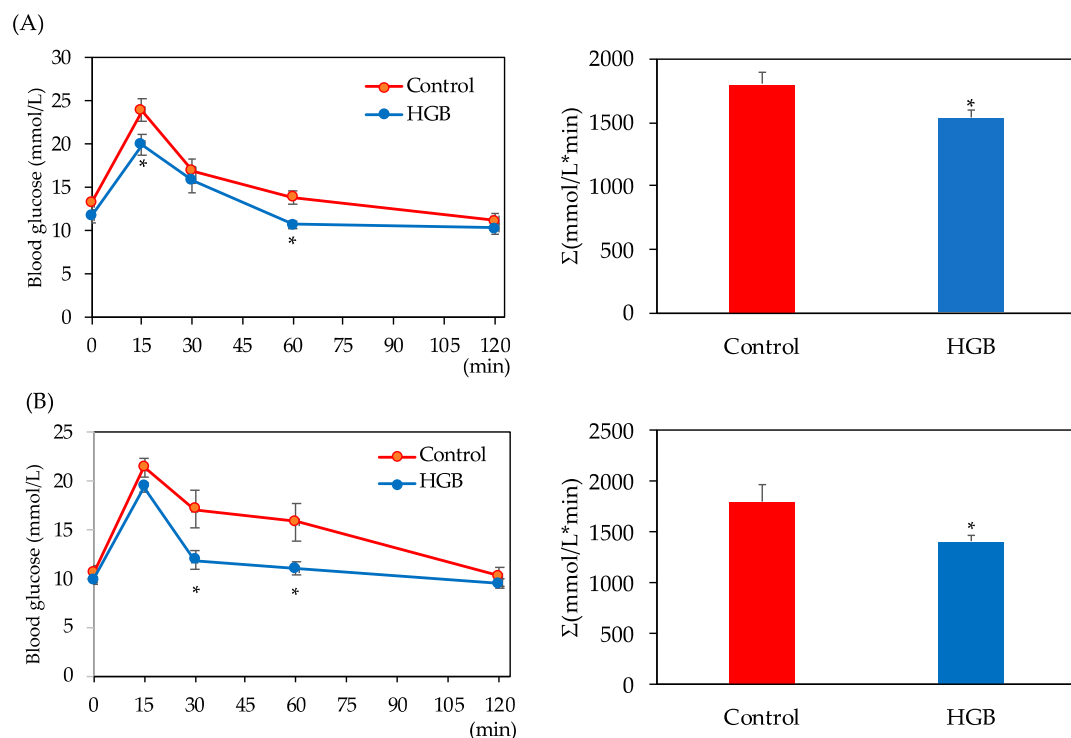 (A)
Blood glucose (mmol/L)
30
25
20
15
10
5
0
Control
HGB
*
*
0 15 30 45 60 75 90 105 120
(min)
Σ(mmol/L*min)
2000
1500
1000
500
0
*
Control HGB
(B)
Blood glucose (mmol/L)
25
20
15
10
5
0
Control
HGB
* *
0 15 30 45 60 75 90 105 120
(min)
Σ(mmol/L*min)
2500
2000
1500
1000
500
0
*
Control HGB